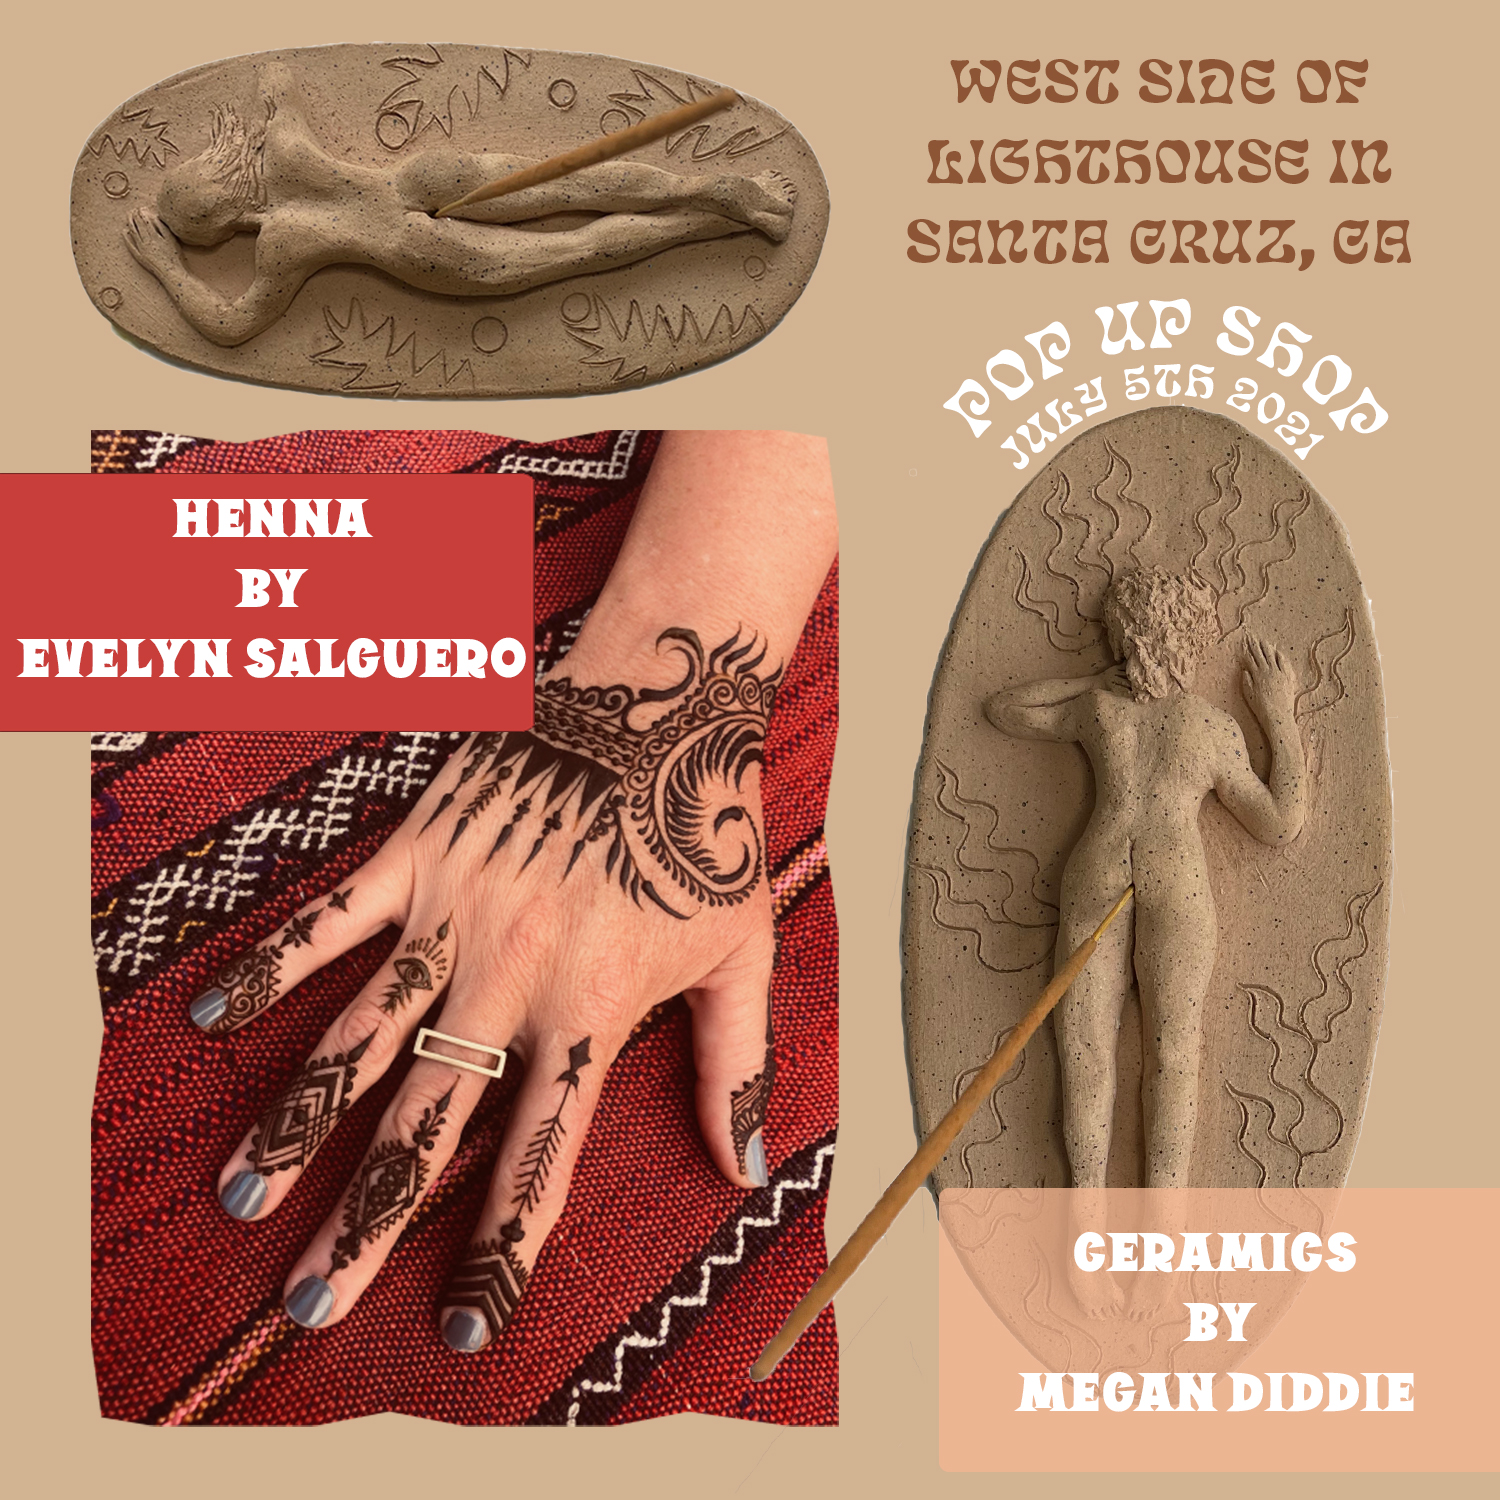 WEST SIDE OF
LIGHTHOUSE IN
SANTA CRUZ, CA
POP UP SHOP
JULY 5TH 2021
HENNA
BY
EVELYN SALGUERO
CERAMICS
BY
MEGAN DIDDIE